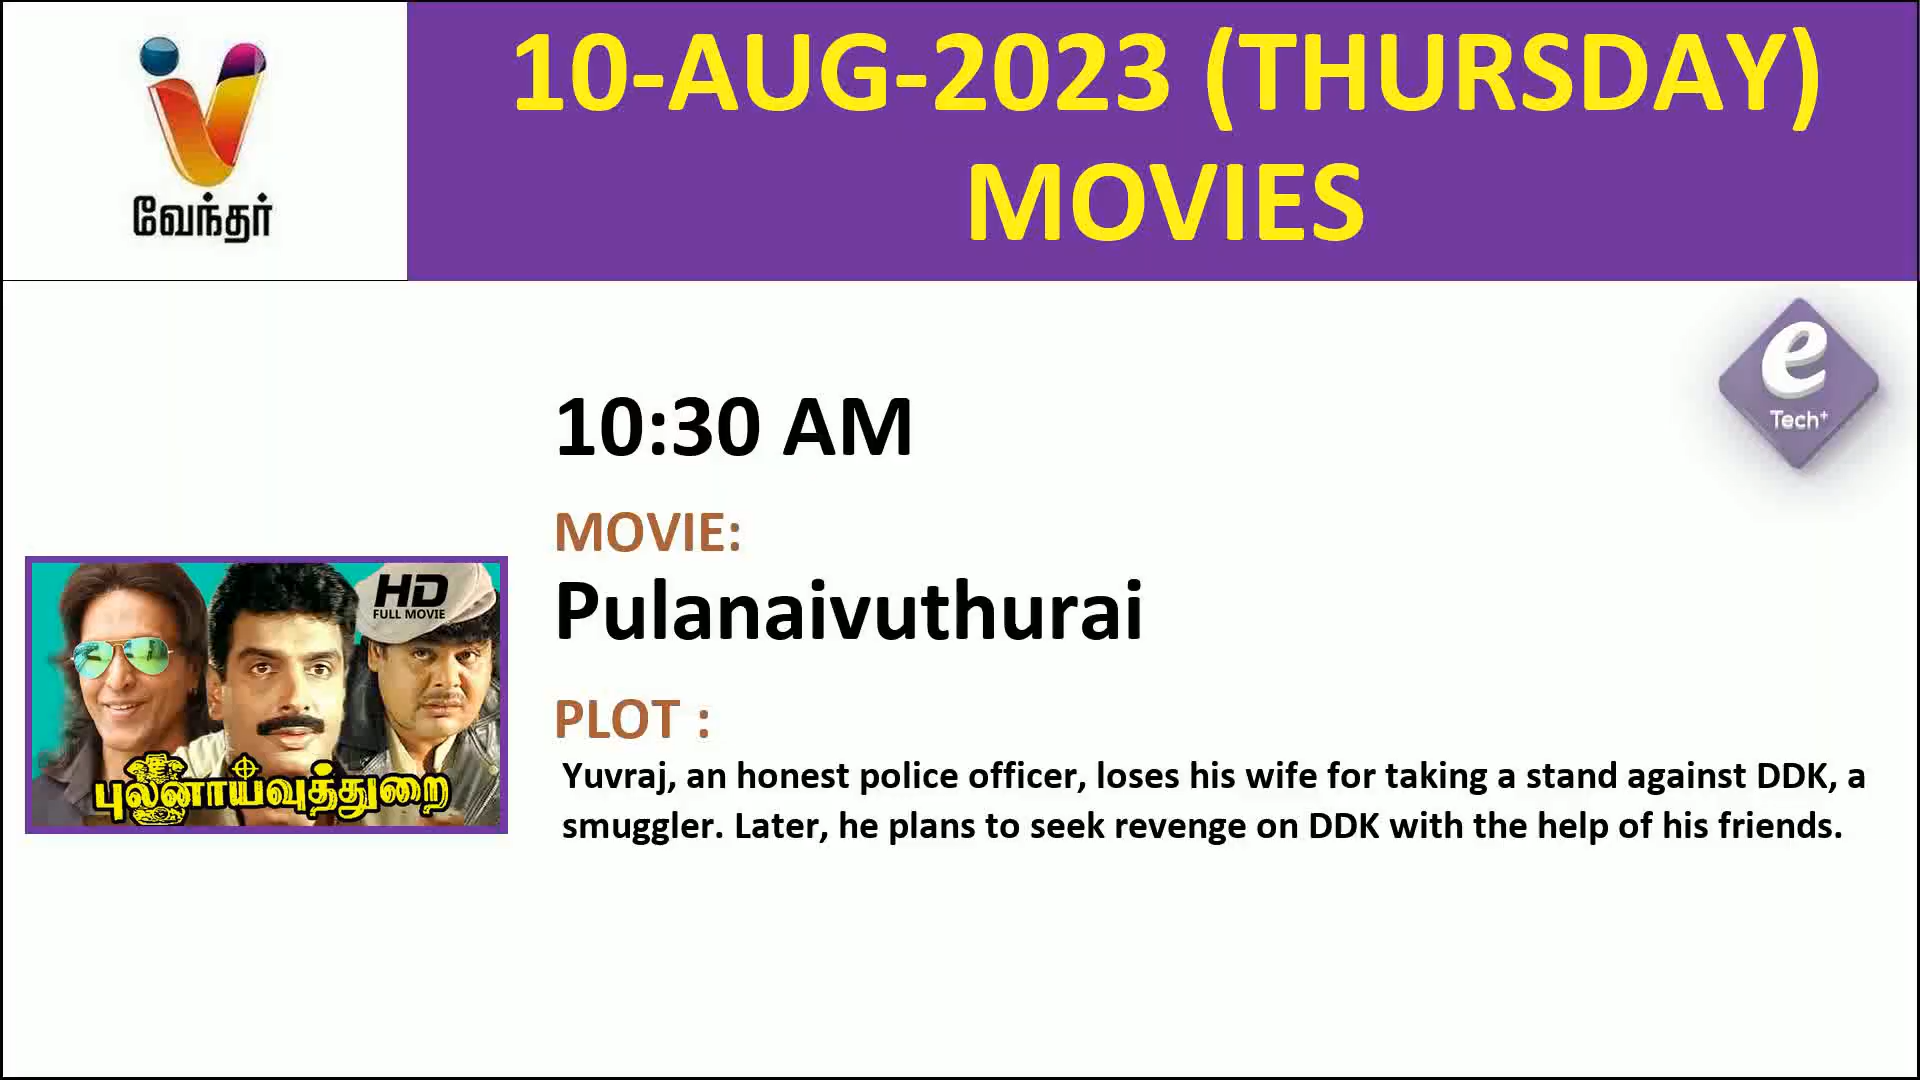 வேந்தர்
10-AUG-2023 (THURSDAY)
MOVIES
e
Tech+
10:30 AM
MOVIE:
Pulanaivuthurai
PLOT :
Yuvraj, an honest police officer, loses his wife for taking a stand against DDK, a
smuggler. Later, he plans to seek revenge on DDK with the help of his friends.
HD
FULL MOVIE
புலனாய்வுத்துறை